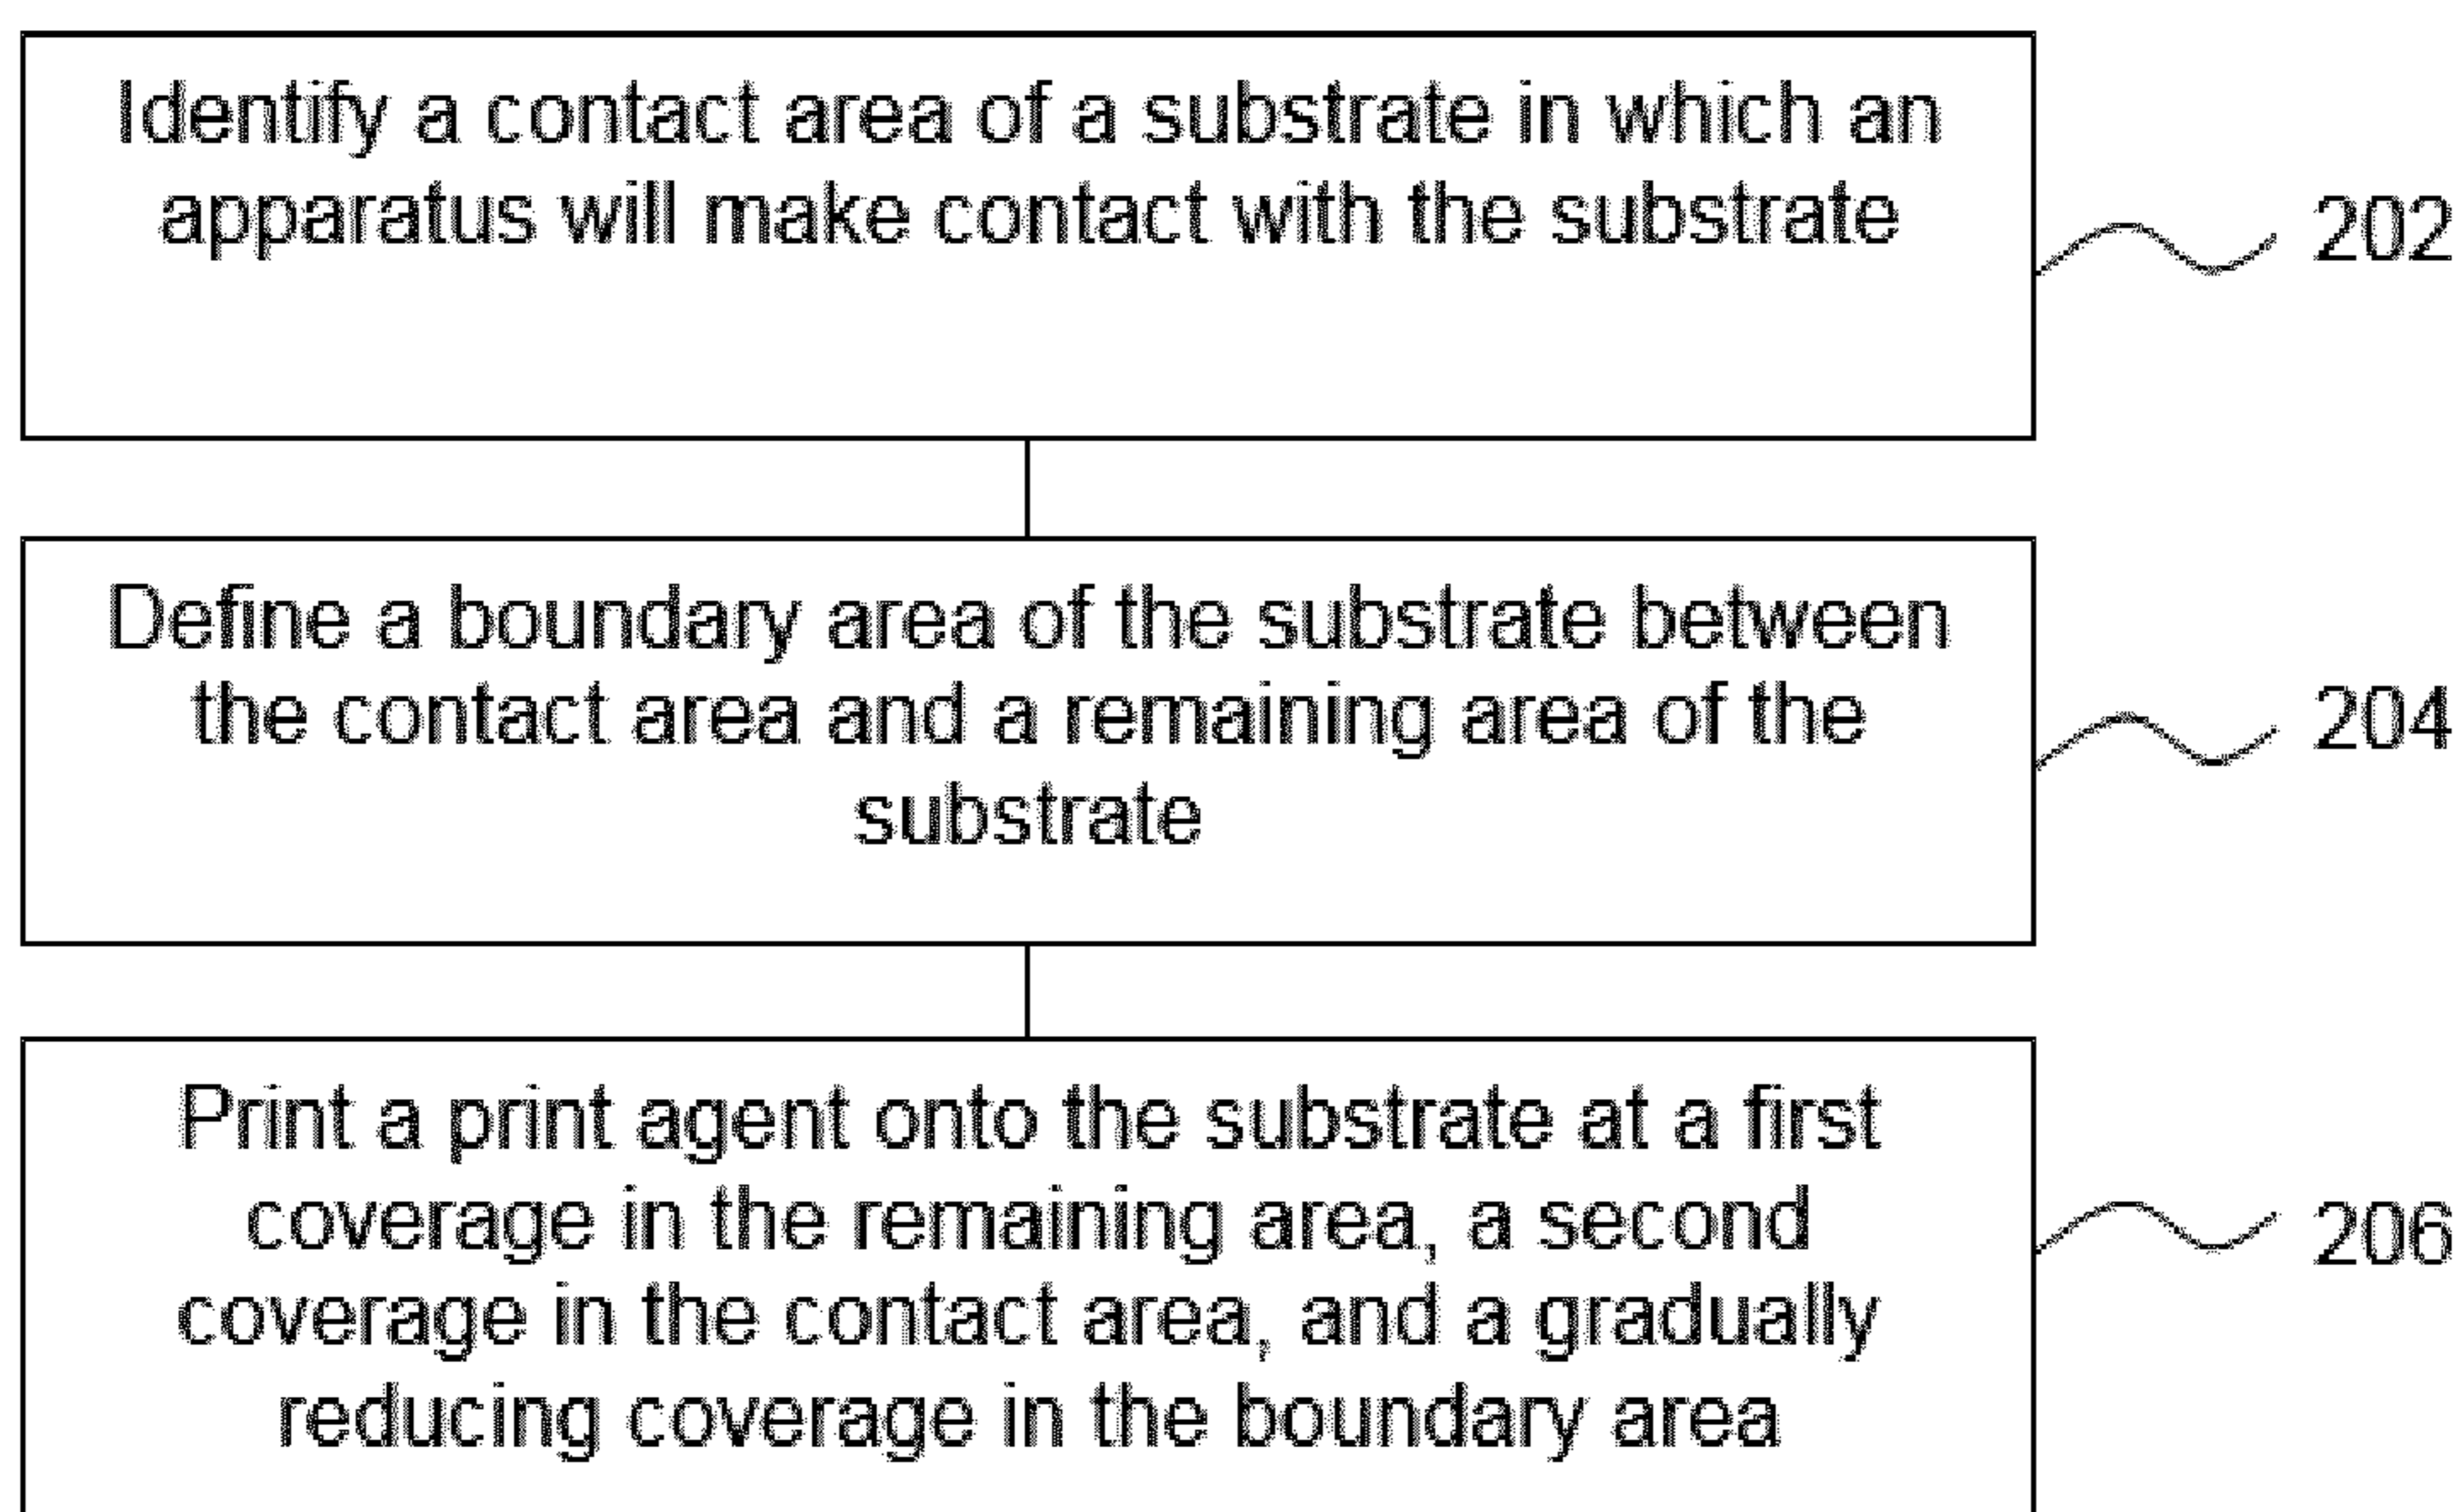 Identify a contact area of a substrate in which an
apparatus will make contact with the substrate
202
Define a boundary area of the substrate between
the contact area and a remaining area of the
substrate
204
Print a print agent onto the substrate at a first
coverage in the remaining area, a second
coverage in the contact area, and a gradually
reducing coverage in the boundary area
206